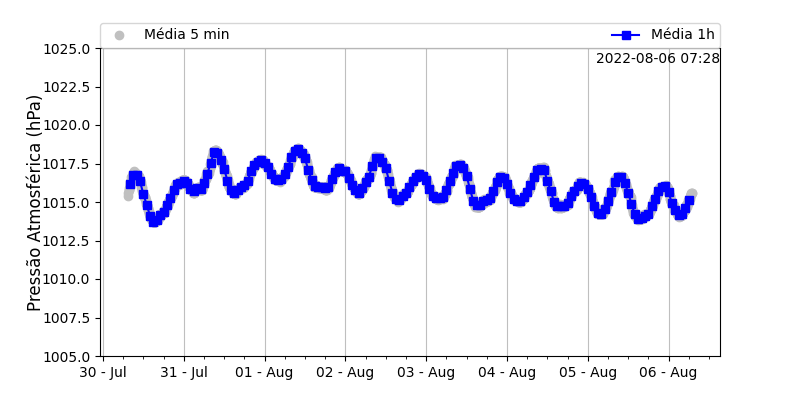 Média 5 min
Média 1h
2022-08-06 07:28
Pressão Atmosférica (hPa)
1025.0
1022.5
1020.0
1017.5
1015.0
1012.5
1010.0
1007.5
1005.0
30 - Jul
31 - Jul
01 - Aug
02 - Aug
03 - Aug
04 - Aug
05 - Aug
06 - Aug